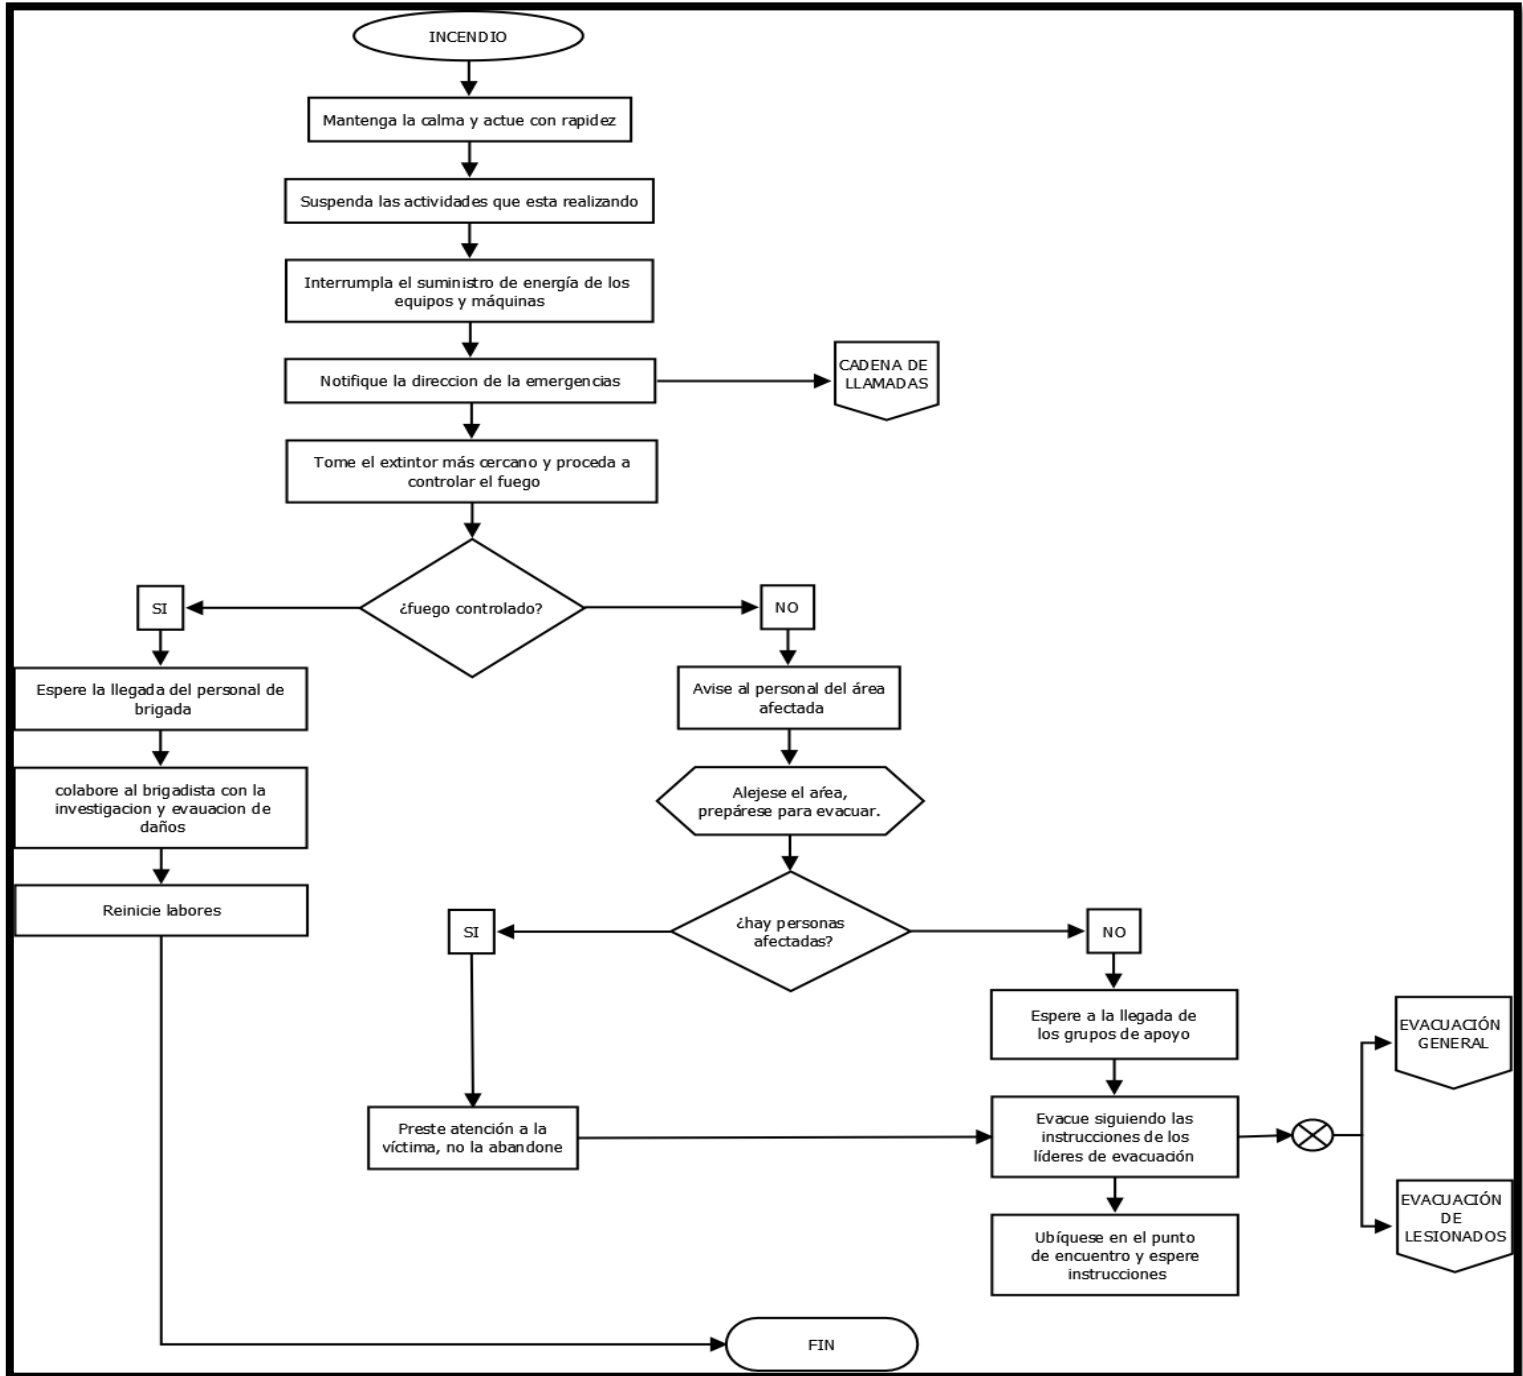 INCENDIO
Mantenga la calma y actue con rapidez
Suspenda las actividades que esta realizando
Interrumpla el suministro de energía de los
equipos y máquinas
Notifique la direccion de la emergencias
CADENA DE
LLAMADAS
Tome el extintor más cercano y proceda a
controlar el fuego
¿fuego controlado?
SI
NO
Espere la llegada del personal de
brigada
Avise al personal del área
afectada
colabore al brigadista con la
investigacion y evauacion de
daños
Alejese el aŕea,
prepárese para evacuar.
Reinicie labores
¿hay personas
afectadas?
SI
NO
Espere a la llegada de
los grupos de apoyo
EVACUACIÓN
GENERAL
Preste atención a la
víctima, no la abandone
Evacue siguiendo las
instrucciones de los
líderes de evacuación
EVACUACIÓN
DE
LESIONADOS
Ubíquese en el punto
de encuentro y espere
instrucciones
FIN